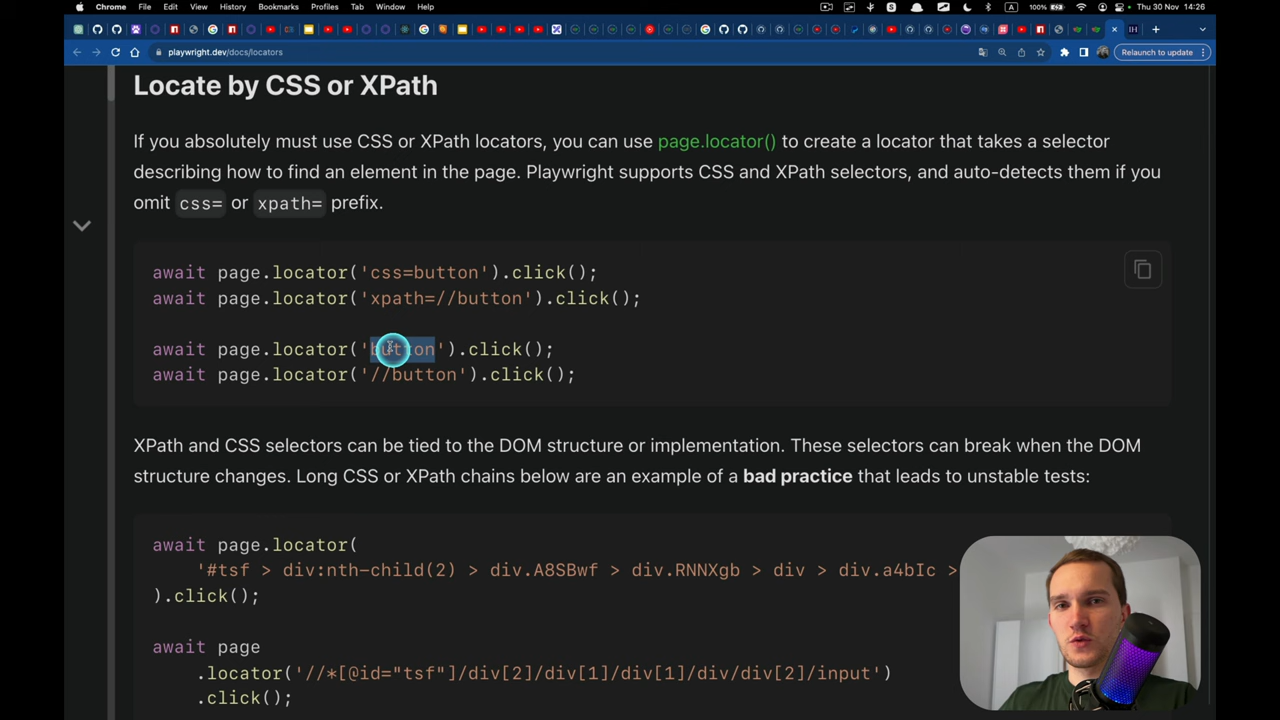 Chrome File Edit View History Bookmarks Profiles Tab Window Help
100% Thu 30 Nov 14:26
playwright.dev/docs/locators
Relaunch to update
Locate by CSS or XPath
If you absolutely must use CSS or XPath locators, you can use page.locator() to create a locator that takes a selector
describing how to find an element in the page. Playwright supports CSS and XPath selectors, and auto-detects them if you
omit css= or xpath= prefix.
await page.locator('css=button').click();
await page.locator('xpath=//button').click();
await page.locator('button').click();
await page.locator('//button').click();
XPath and CSS selectors can be tied to the DOM structure or implementation. These selectors can break when the DOM
structure changes. Long CSS or XPath chains below are an example of a bad practice that leads to unstable tests:
await page.locator(
'#tsf > div:nth-child(2) > div.A8SBwf > div.RNNXgb > div > div.a4bIc >
).click();
await page
.locator('//*[@id="tsf"]/div[2]/div[1]/div[1]/div/div[2]/input')
.click();